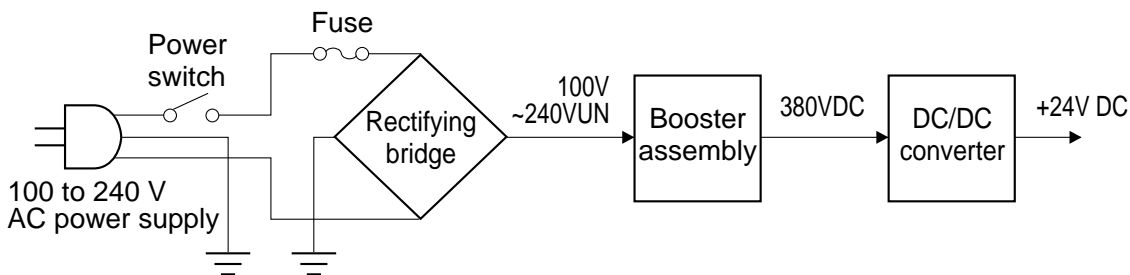 Fuse
Power
switch
100 to 240 V
AC power supply
Rectifying
bridge
100V
~240VUN
Booster
assembly
380VDC
DC/DC
converter
+24V DC